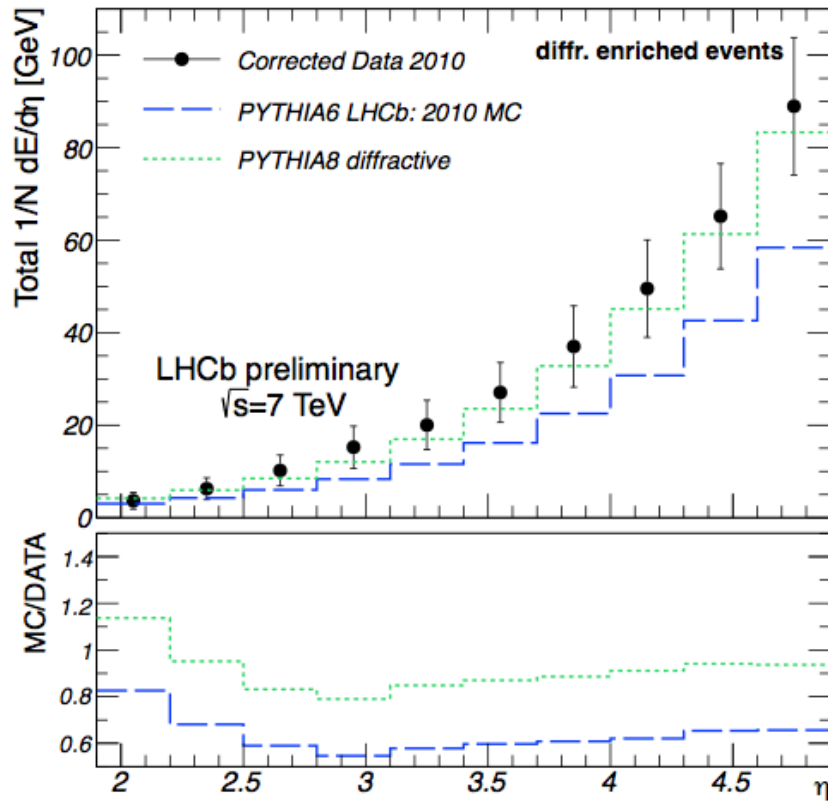 Total 1/N dE/dη [GeV]
100
80
60
40
20
0
diffr. enriched events
Corrected Data 2010
PYTHIA6 LHCb: 2010 MC
PYTHIA8 diffractive
LHCb preliminary
√s=7 TeV
MC/DATA
1.4
1.2
1
0.8
0.6
2
2.5
3
3.5
4
4.5
η